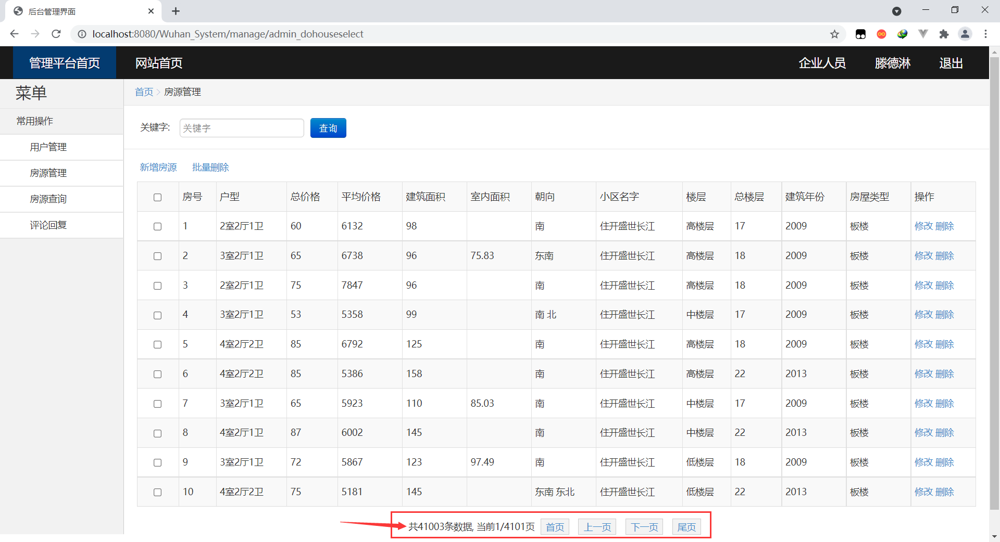 后台管理界面
localhost:8080/Wuhan_System/manage/admin_dohouseselect
管理平台首页 网站首页 企业人员 滕德淋 退出
菜单
常用操作
用户管理
房源管理
房源查询
评论回复
首页 房源管理
关键字: 关键字 查询
新增房源 批量删除
房号 户型 总价格 平均价格 建筑面积 室内面积 朝向 小区名字 楼层 总楼层 建筑年份 房屋类型 操作
1 2室2厅1卫 60 6132 98 南 住开盛世长江 高楼层 17 2009 板楼 修改 删除
2 3室2厅1卫 65 6738 96 75.83 东南 住开盛世长江 高楼层 18 2009 板楼 修改 删除
3 2室2厅1卫 75 7847 96 南 住开盛世长江 高楼层 18 2009 板楼 修改 删除
4 3室2厅1卫 53 5358 99 南 北 住开盛世长江 中楼层 17 2009 板楼 修改 删除
5 4室2厅2卫 85 6792 125 南 住开盛世长江 高楼层 18 2009 板楼 修改 删除
6 4室2厅2卫 85 5386 158 南 住开盛世长江 高楼层 22 2013 板楼 修改 删除
7 3室2厅1卫 65 5923 110 85.03 南 住开盛世长江 中楼层 17 2009 板楼 修改 删除
8 4室2厅1卫 87 6002 145 南 住开盛世长江 中楼层 22 2013 板楼 修改 删除
9 3室2厅1卫 72 5867 123 97.49 南 住开盛世长江 低楼层 18 2009 板楼 修改 删除
10 4室2厅2卫 75 5181 145 东南 东北 住开盛世长江 低楼层 22 2013 板楼 修改 删除
共41003条数据, 当前1/4101页 首页 上一页 下一页 尾页